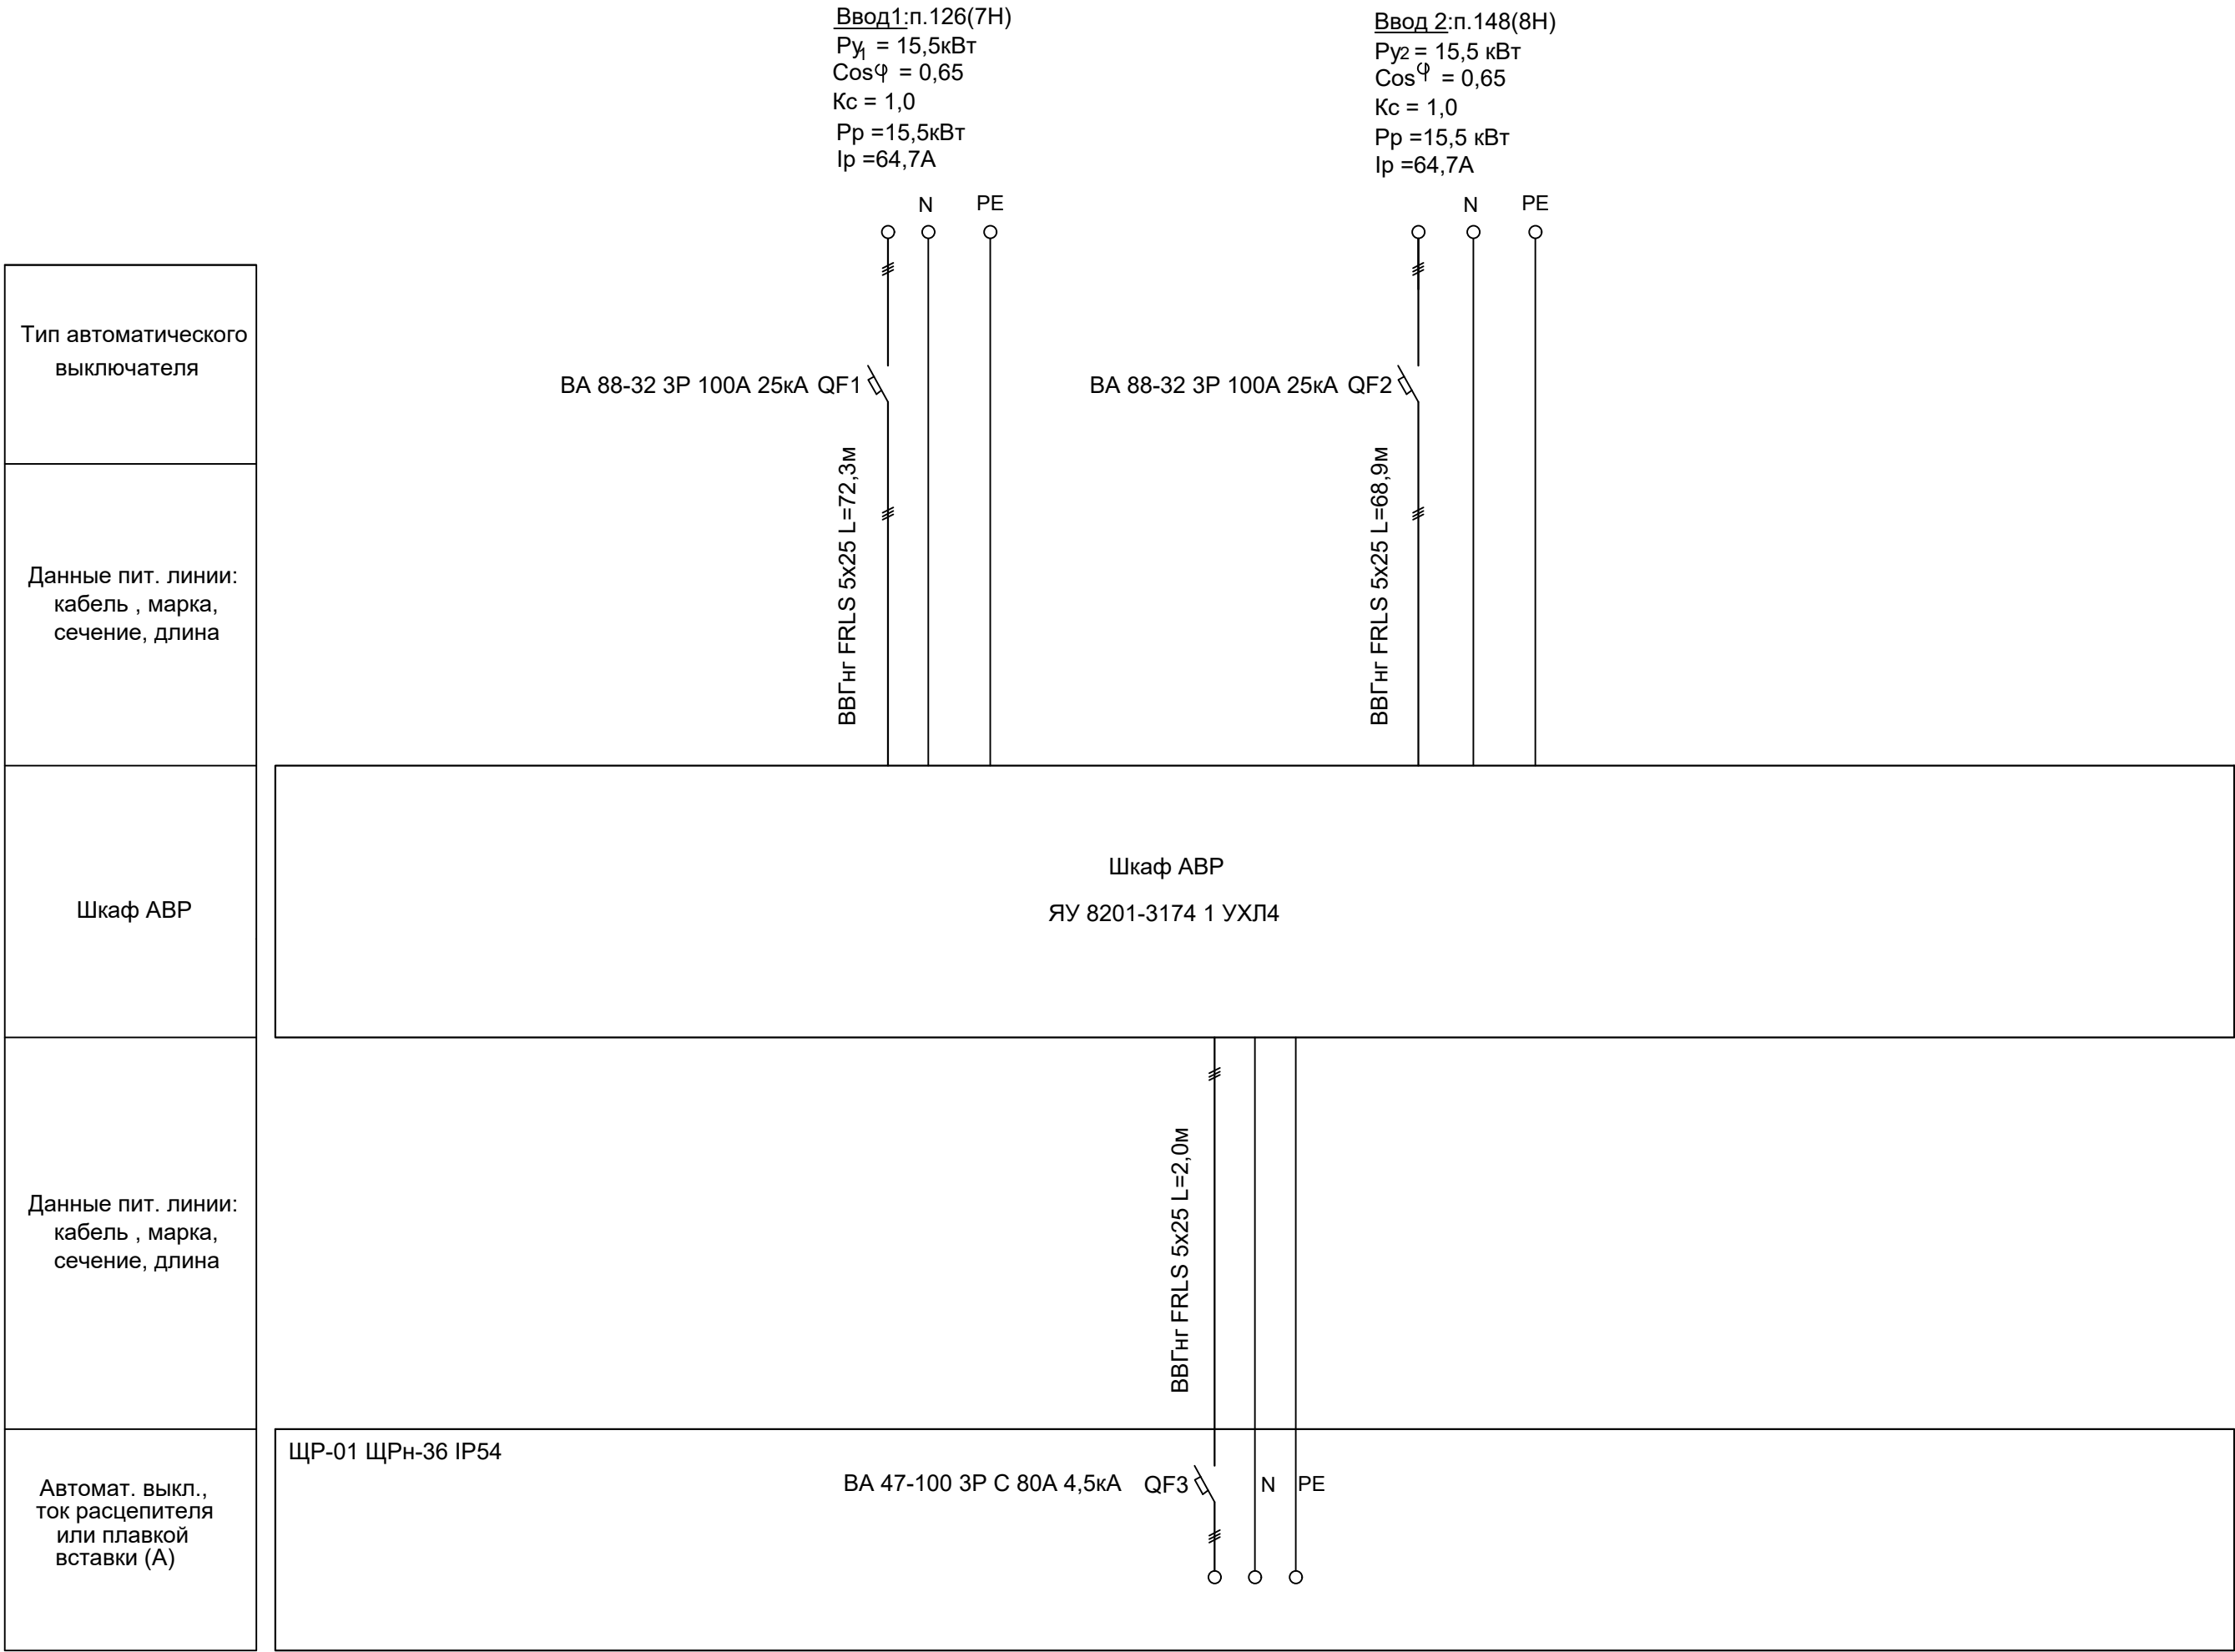 Ввод1:п.126(7Н)
Ру1 = 15,5кВт
Cosφ = 0,65
Кс = 1,0
Рр =15,5кВт
Iр =64,7А
Ввод 2:п.148(8Н)
Ру2 = 15,5 кВт
Cosφ = 0,65
Кс = 1,0
Рр =15,5 кВт
Iр =64,7А
N
PE
N
PE
Тип автоматического
выключателя
ВА 88-32 3Р 100А 25кА QF1
ВА 88-32 3Р 100А 25кА QF2
Данные пит. линии:
кабель , марка,
сечение, длина
ВВГнг FRLS 5х25 L=72,3м
ВВГнг FRLS 5х25 L=68,9м
Шкаф АВР
Шкаф АВР
ЯУ 8201-3174 1 УХЛ4
Данные пит. линии:
кабель , марка,
сечение, длина
ВВГнг FRLS 5х25 L=2,0м
Автомат. выкл.,
ток расцепителя
или плавкой
вставки (А)
ЩР-01 ЩРн-36 IP54
ВА 47-100 3Р С 80А 4,5кА QF3
N
PE